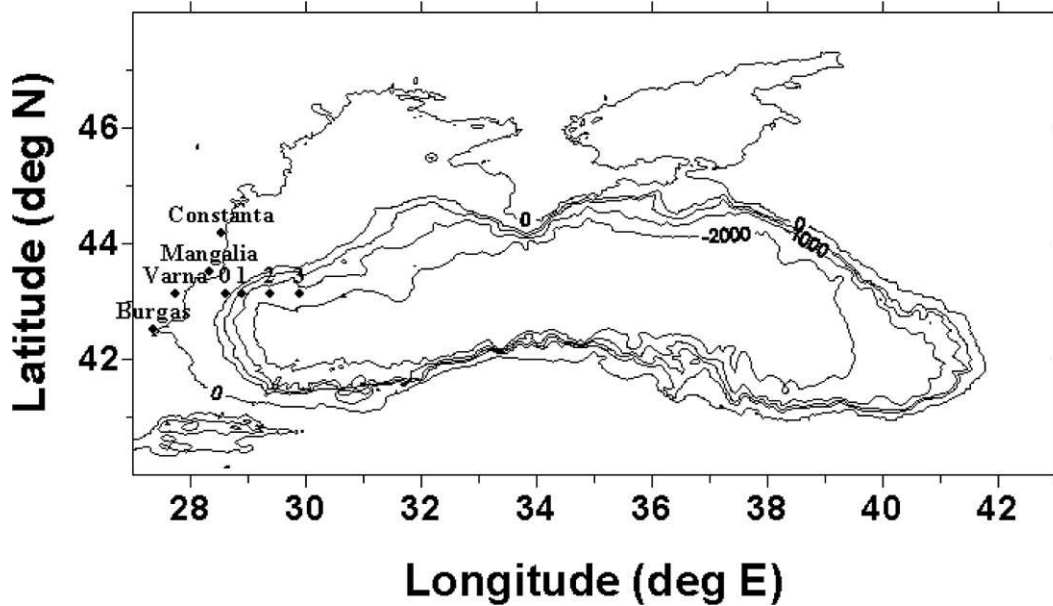 Latitude (deg N)
46
44
42
Constanta
Mangalia
Varna 0 1 2 3
Burgas
0
0
-2000
0
-1000
28 30 32 34 36 38 40 42
Longitude (deg E)